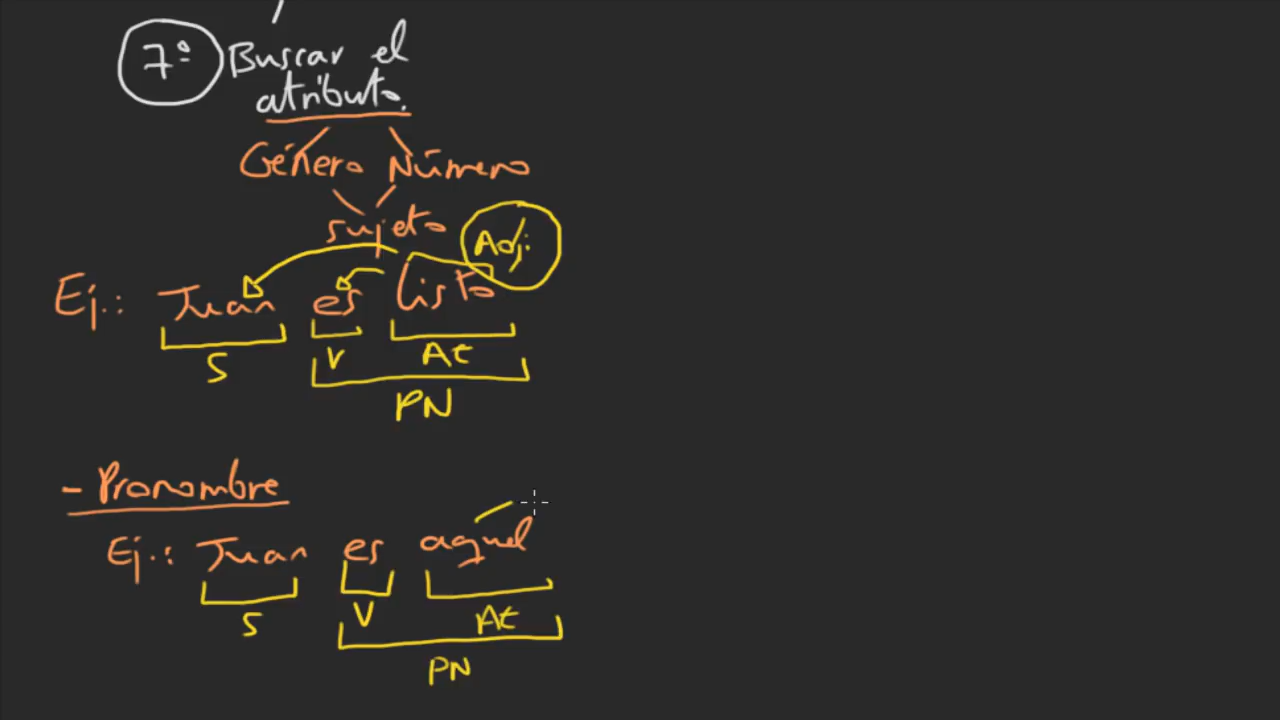 7º Buscar el
atributo.
Género Número
sujeto
Adj.
Ej.: Juan es listo
S V At
PN
- Pronombre
Ej.: Juan es aquel
S V At
PN